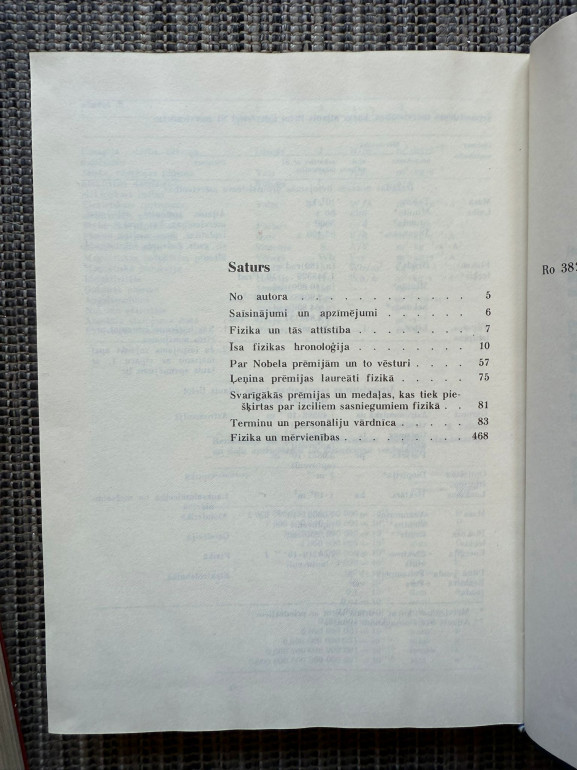 Saturs
No autora . . . . . . . . . . . . 5
Saīsinājumi un apzīmējumi . . . . . . 6
Fizika un tās attīstība . . . . . . . . 7
Īsa fizikas hronoloģija . . . . . . . . 10
Par Nobela prēmijām un to vēsturi . . . . 57
Ļeņina prēmijas laureāti fizikā . . . . . 75
Svarīgākās prēmijas un medaļas, kas tiek pie-
šķirtas par izciliem sasniegumiem fizikā . . 81
Terminu un personāliju vārdnīca . . . . . 83
Fizika un mērvienības . . . . . . . . 468
Ro 383